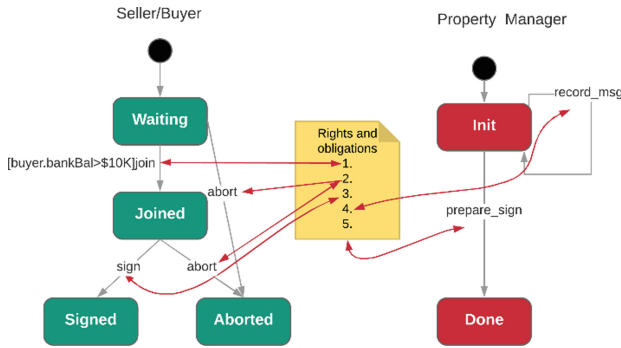 Seller/Buyer
Property Manager
Waiting
Init
record_msg
Rights and
obligations
1.
2.
3.
4.
5.
[buyer.bankBal>$10K]join
abort
Joined
prepare_sign
sign
abort
Signed
Aborted
Done